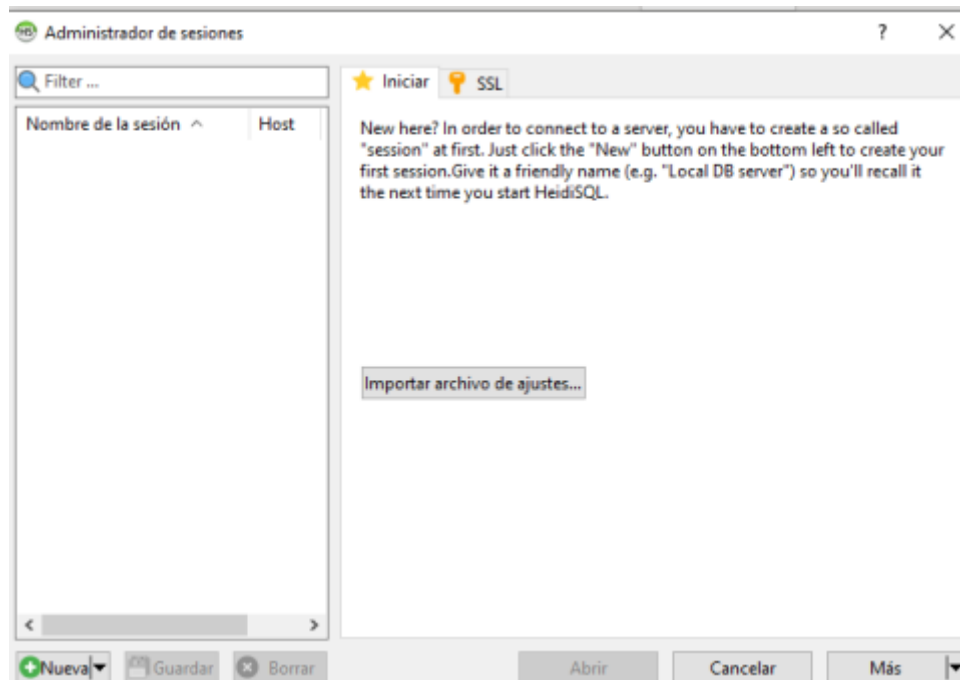 Administrador de sesiones
?
Filter ...
Iniciar
SSL
Nombre de la sesión
Host
New here? In order to connect to a server, you have to create a so called
"session" at first. Just click the "New" button on the bottom left to create your
first session.Give it a friendly name (e.g. "Local DB server") so you'll recall it
the next time you start HeidiSQL.
Importar archivo de ajustes...
Nueva
Guardar
Borrar
Abrir
Cancelar
Más